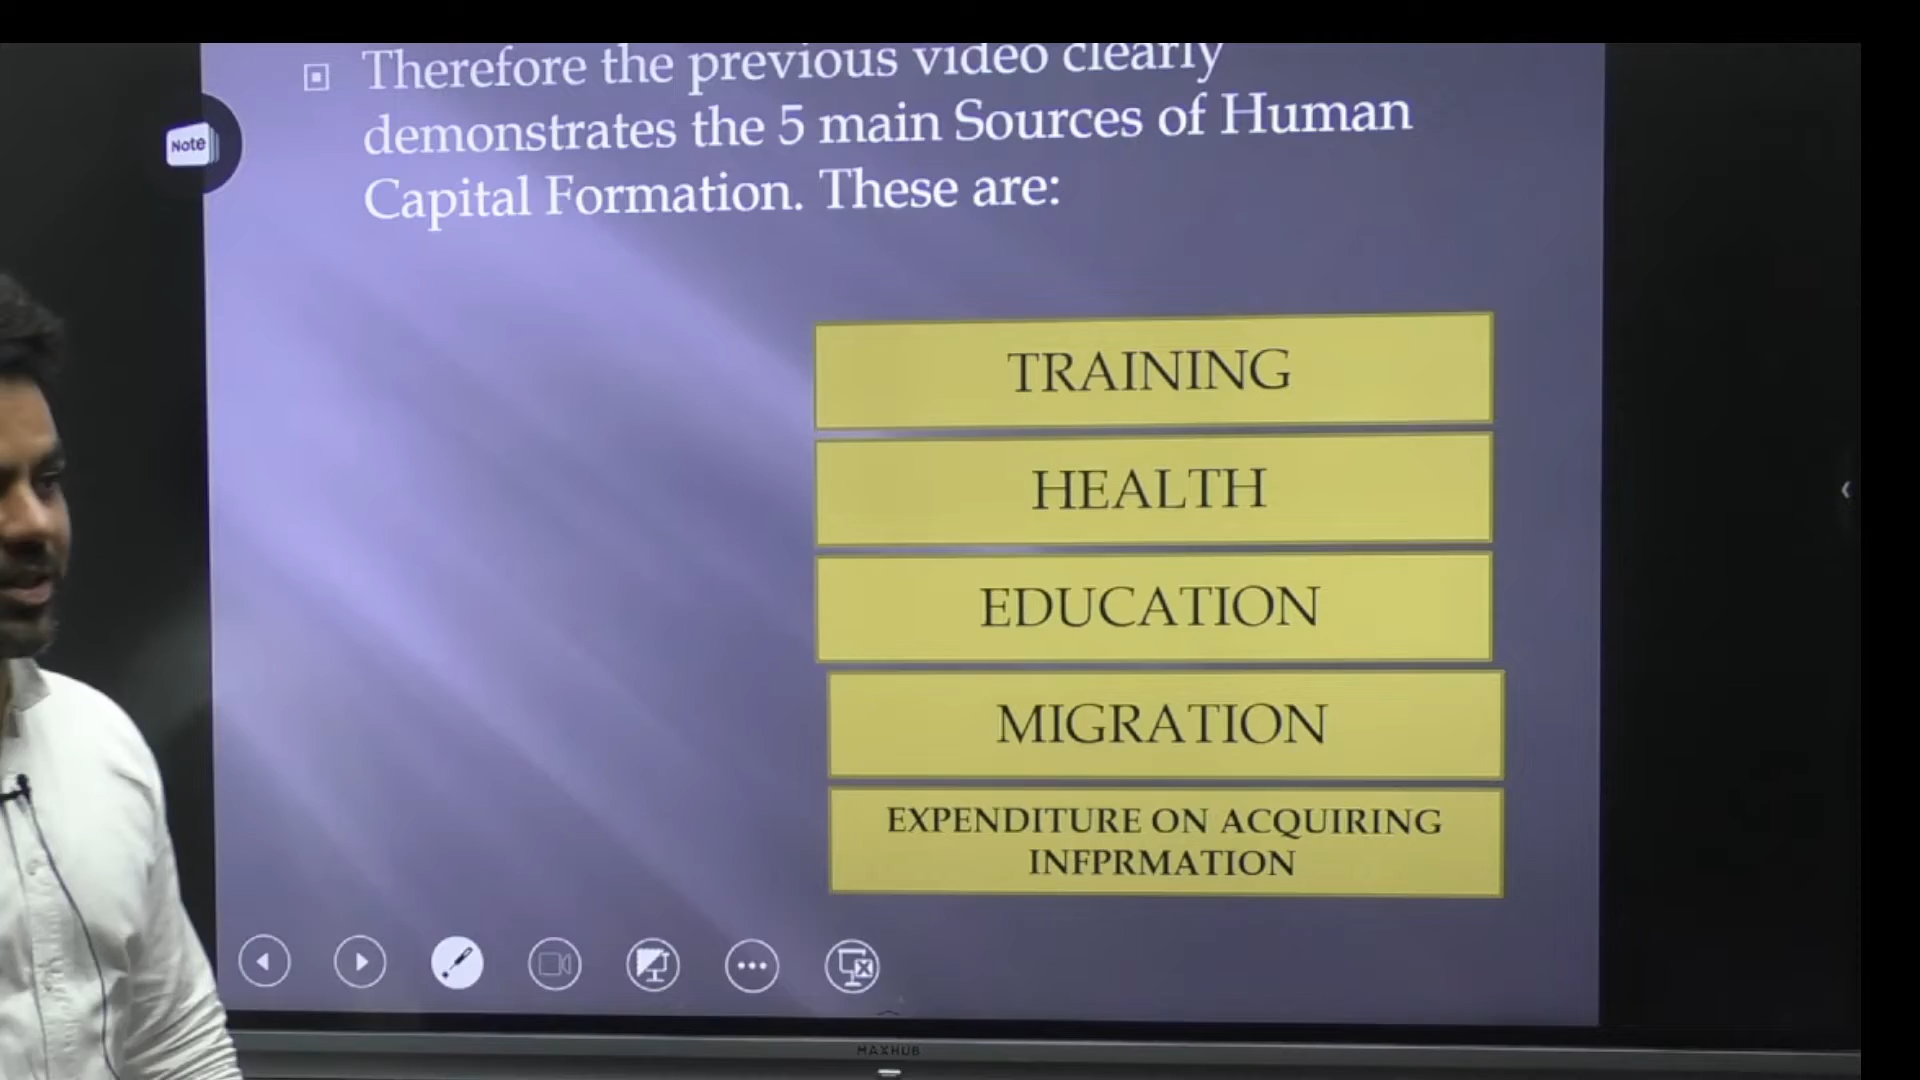 Therefore the previous video clearly
demonstrates the 5 main Sources of Human
Capital Formation. These are:
Note
TRAINING
HEALTH
EDUCATION
MIGRATION
EXPENDITURE ON ACQUIRING
INFPRMATION
MAXHUB